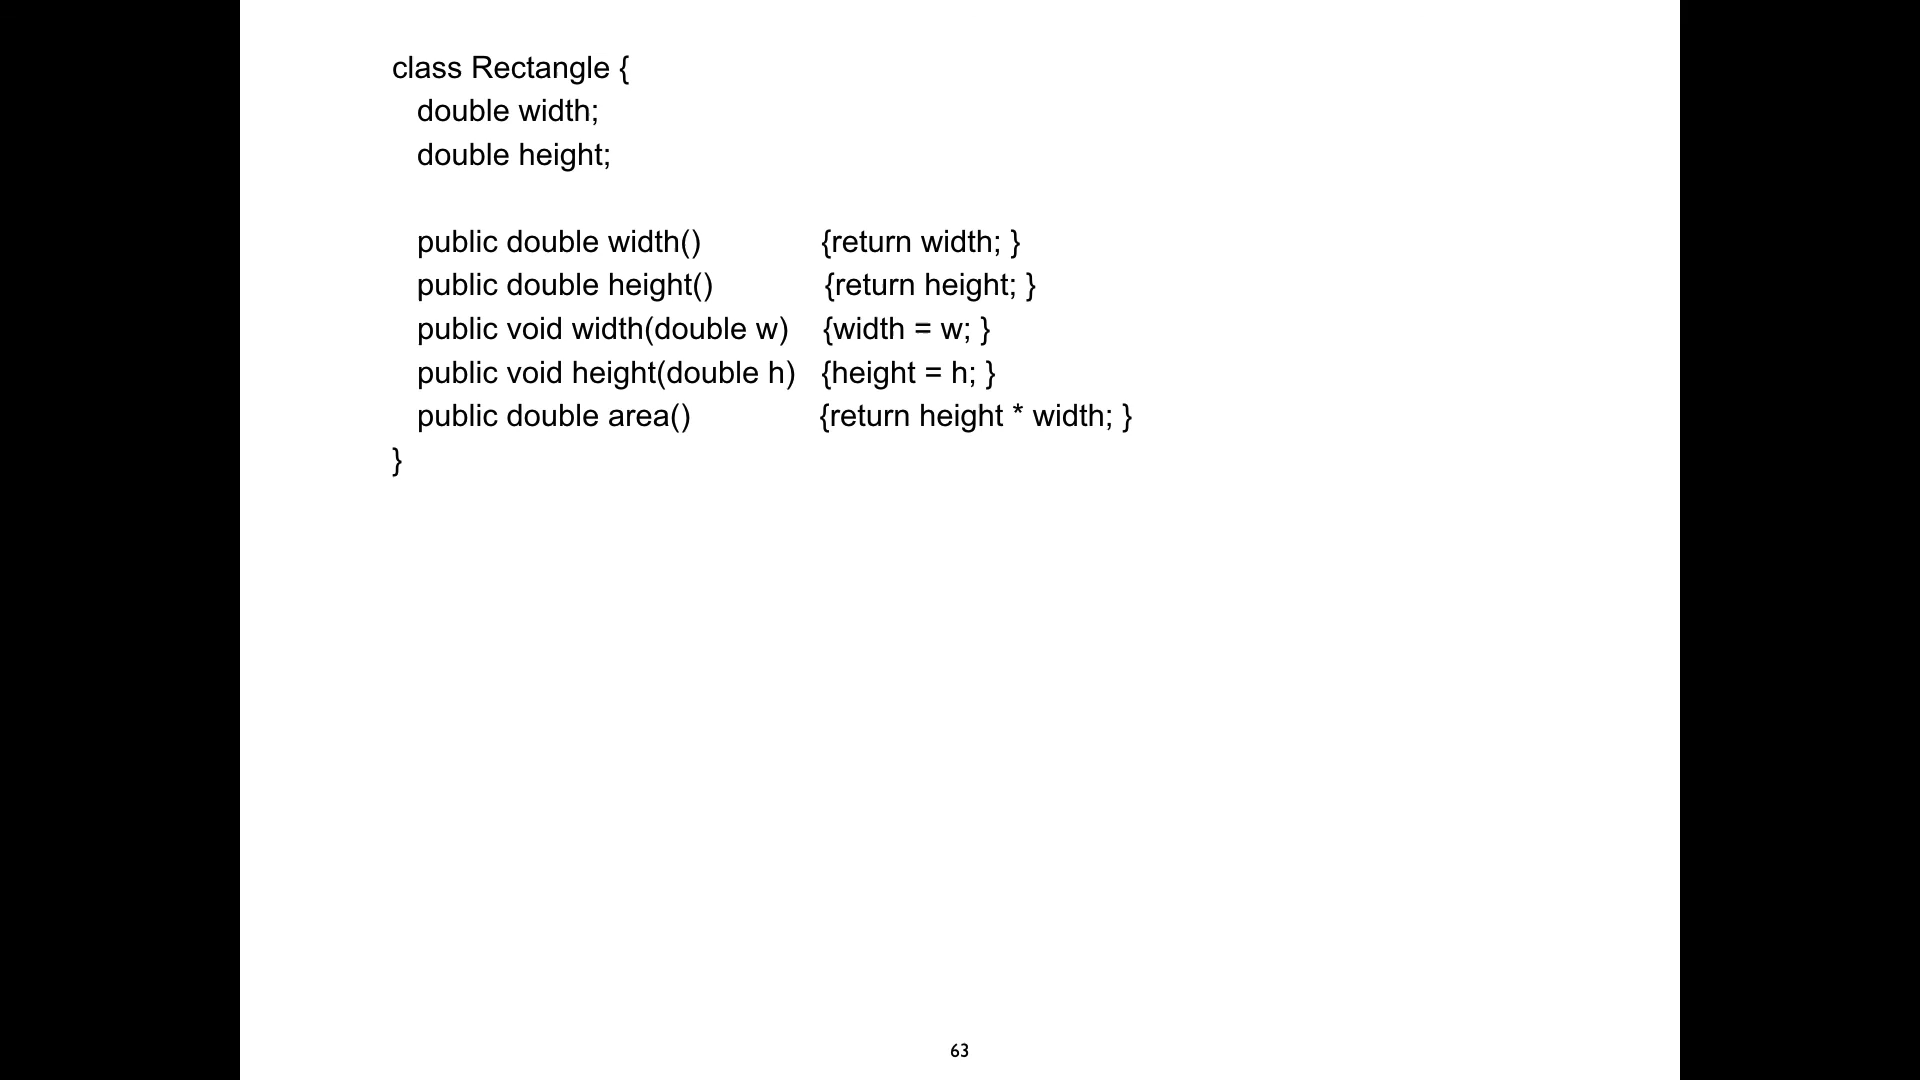 class Rectangle {
double width;
double height;
public double width() {return width; }
public double height() {return height; }
public void width(double w) {width = w; }
public void height(double h) {height = h; }
public double area() {return height * width; }
}
63